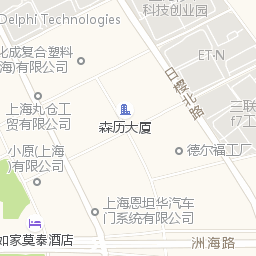 Delphi Technologies
科技创业园
化成复合塑料
海)有限公司
ET-N
日樱北路
上海丸仓工
贸有限公司
森历大厦
三联
f7工
小原(上海
)有限公司
德尔福工厂
上海恩坦华汽车
门系统有限公司
如家莫泰酒店
洲海路